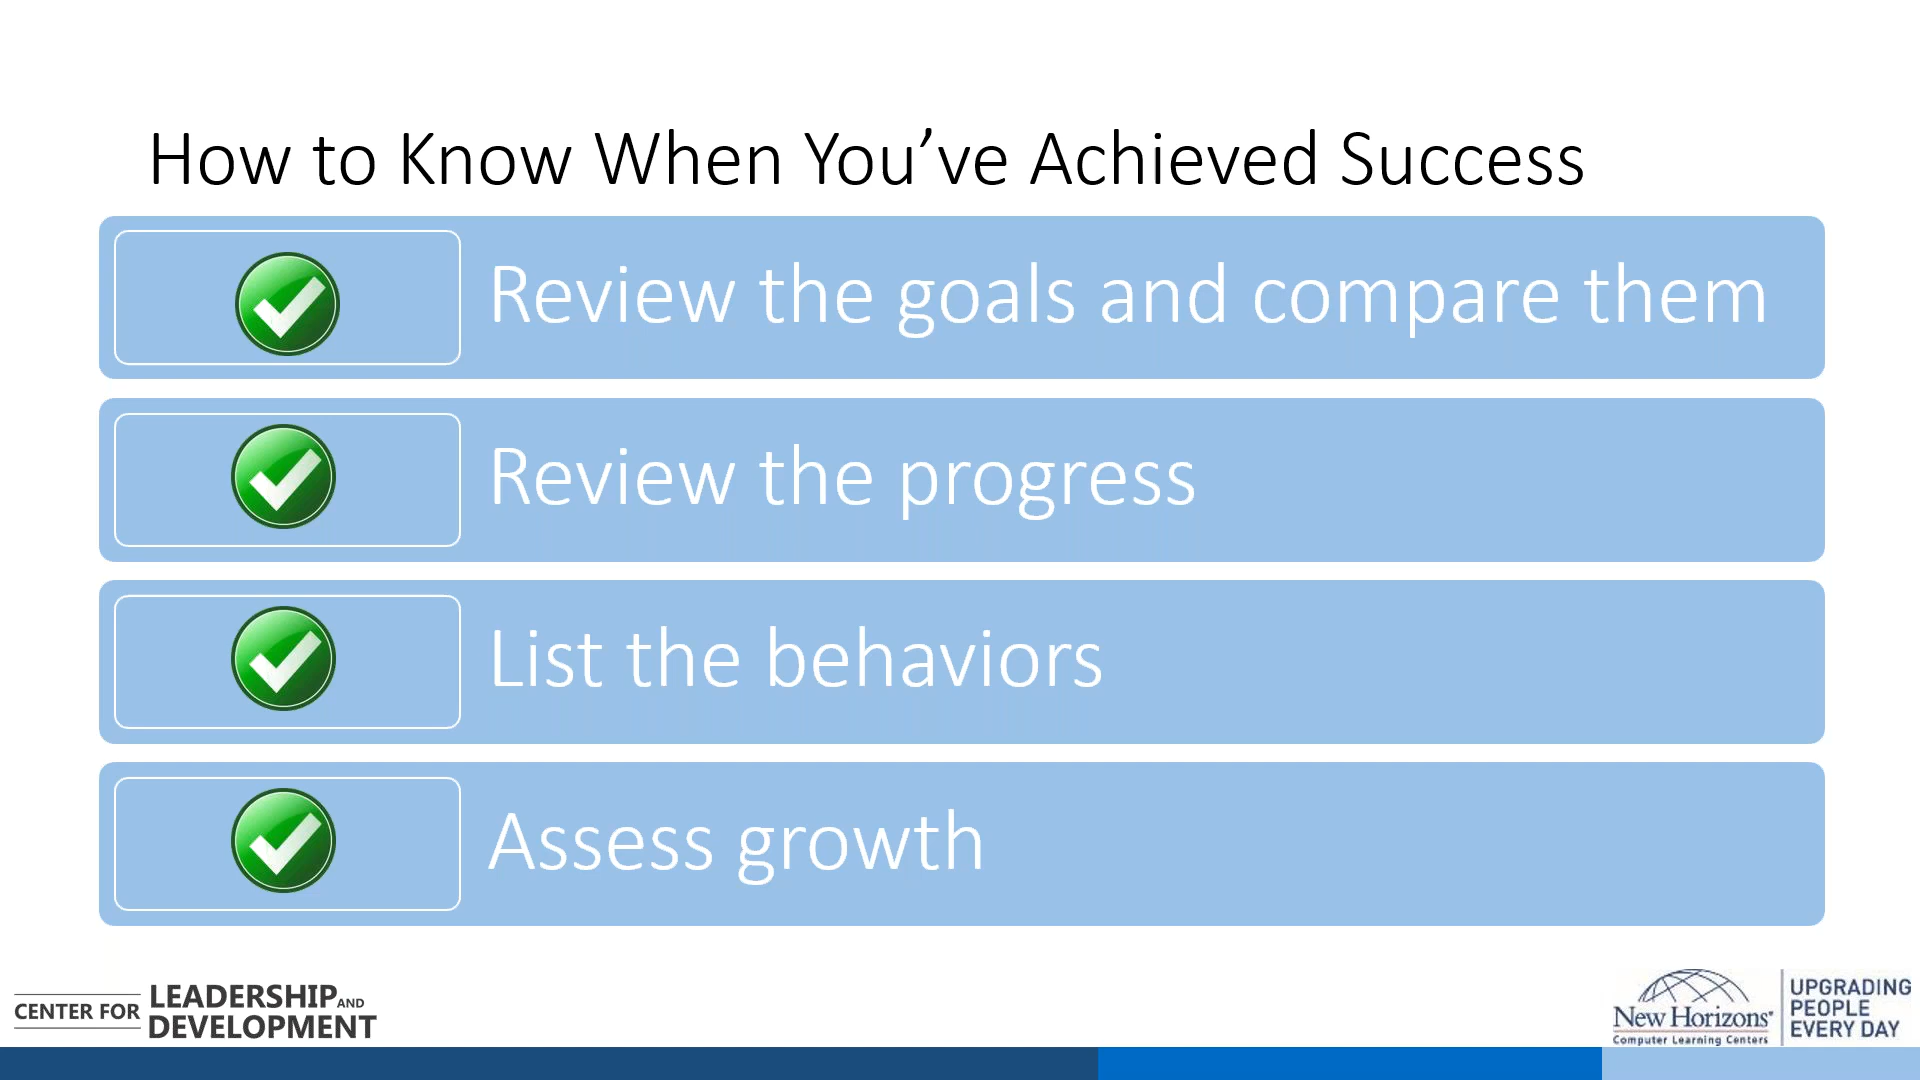 How to Know When You’ve Achieved Success
Review the goals and compare them
Review the progress
List the behaviors
Assess growth
CENTER FOR LEADERSHIP AND
DEVELOPMENT
New Horizons®
Computer Learning Centers
UPGRADING
PEOPLE
EVERY DAY